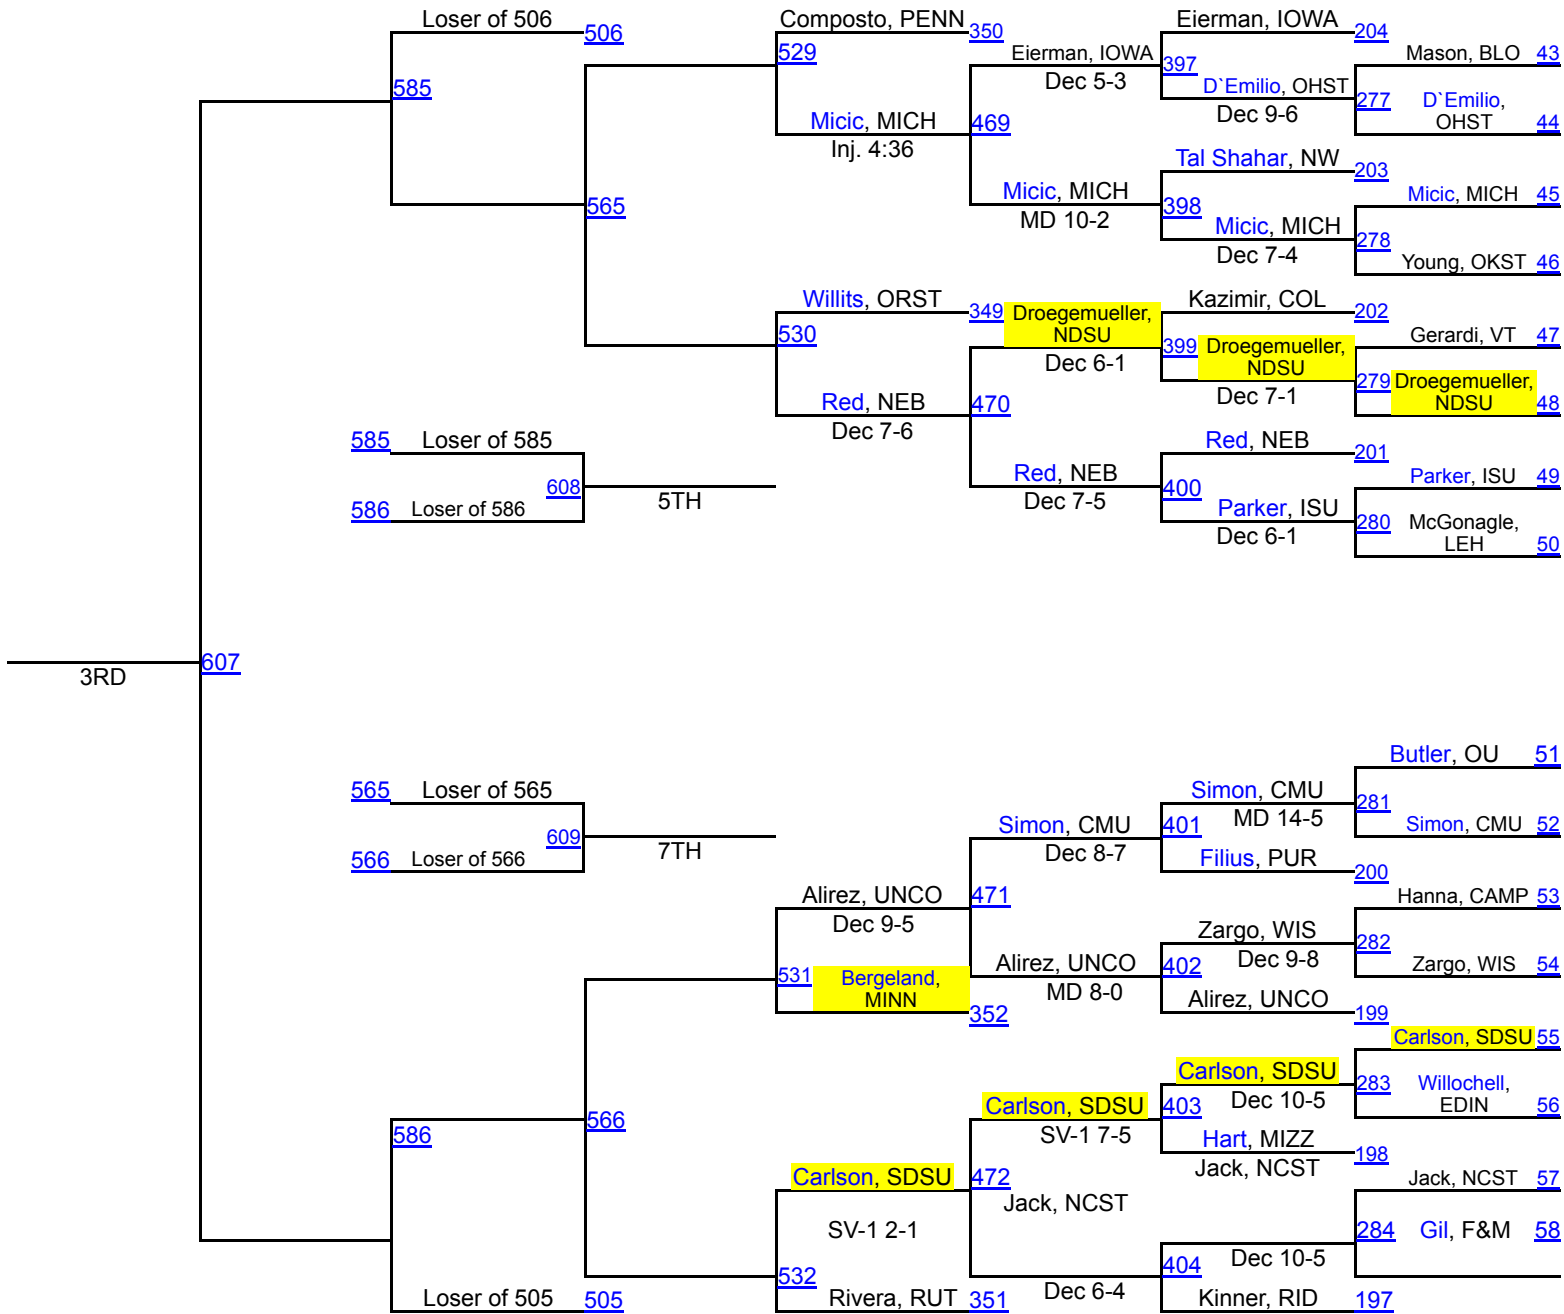 Loser of 506
506
Composto, PENN
350
Eierman, IOWA
204
529
Eierman, IOWA
Mason, BLO
43
Dec 5-3
397
D`Emilio, OHST
585
Dec 9-6
277
D`Emilio,
OHST
44
Micic, MICH
469
Inj. 4:36
Tal Shahar, NW
203
Micic, MICH
Micic, MICH
45
565
MD 10-2
398
Micic, MICH
Dec 7-4
278
Young, OKST
46
Willits, ORST
349
Droegemueller,
NDSU
Kazimir, COL
202
530
Dec 6-1
399
Droegemueller,
NDSU
Gerardi, VT
47
Dec 7-1
279
Droegemueller,
NDSU
48
Red, NEB
470
Dec 7-6
585
Loser of 585
Red, NEB
201
608
5TH
Red, NEB
Parker, ISU
49
586
Loser of 586
Dec 7-5
400
Parker, ISU
Dec 6-1
280
McGonagle,
LEH
50
3RD
607
Butler, OU
51
565
Loser of 565
Simon, CMU
MD 14-5
281
609
7TH
Simon, CMU
401
Simon, CMU
52
566
Loser of 566
Dec 8-7
Filius, PUR
200
Alirez, UNCO
471
Hanna, CAMP
53
Dec 9-5
Zargo, WIS
282
Dec 9-8
531
Bergeland,
MINN
352
Alirez, UNCO
402
Zargo, WIS
54
MD 8-0
Alirez, UNCO
199
Carlson, SDSU
55
Carlson, SDSU
283
Willochell,
EDIN
56
586
566
Carlson, SDSU
403
Dec 10-5
SV-1 7-5
Hart, MIZZ
198
Carlson, SDSU
472
Jack, NCST
Jack, NCST
57
Jack, NCST
SV-1 2-1
284
Gil, F&M
58
532
404
Dec 10-5
Loser of 505
505
Rivera, RUT
351
Dec 6-4
Kinner, RID
197